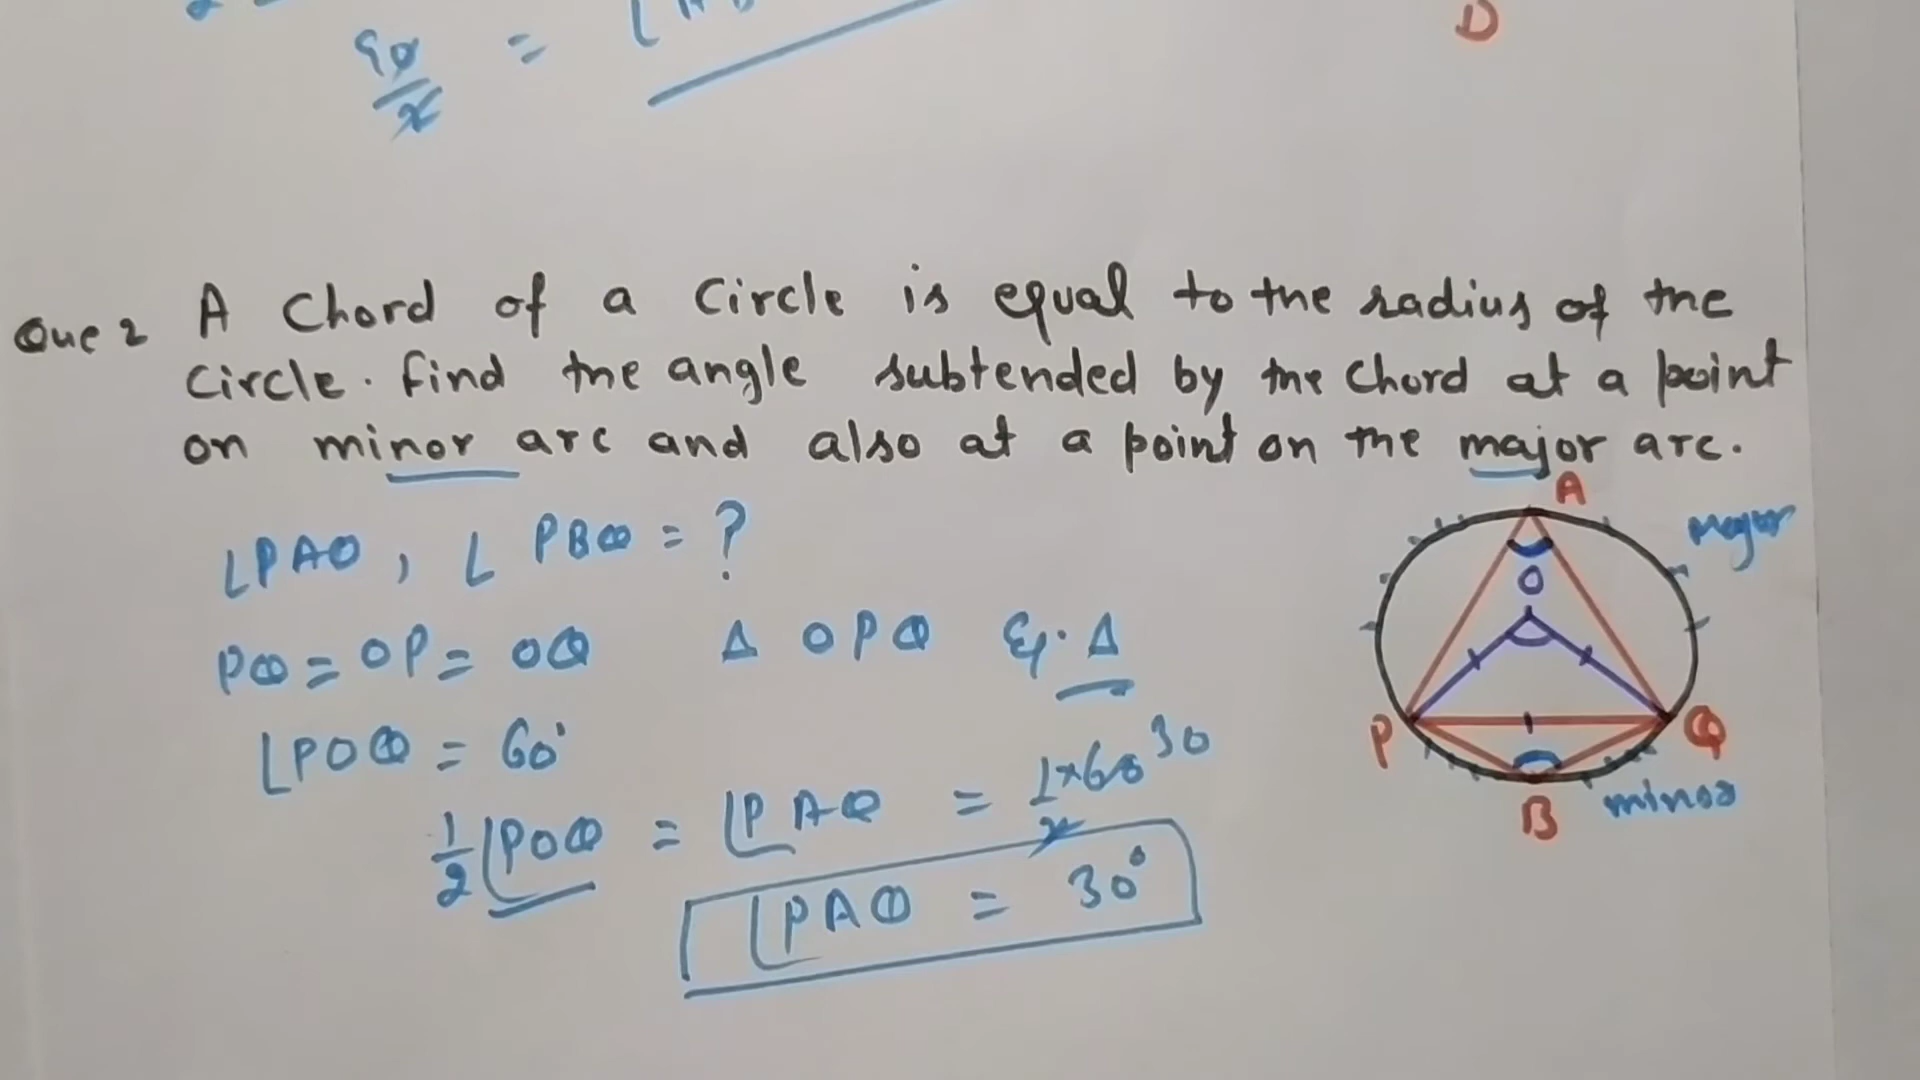 90/2 =
D
Que 2 A Chord of a Circle is equal to the radius of the
Circle. Find the angle subtended by the Chord at a point
on minor arc and also at a point on the major arc.
∠PAQ, ∠PBQ = ?
PQ = OP = OQ Δ OPQ Eq. Δ
∠POQ = 60°
1/2 ∠POQ = ∠PAQ = 1/2 × 60 30
∠PAQ = 30°
A
major
O
P
Q
B
minor